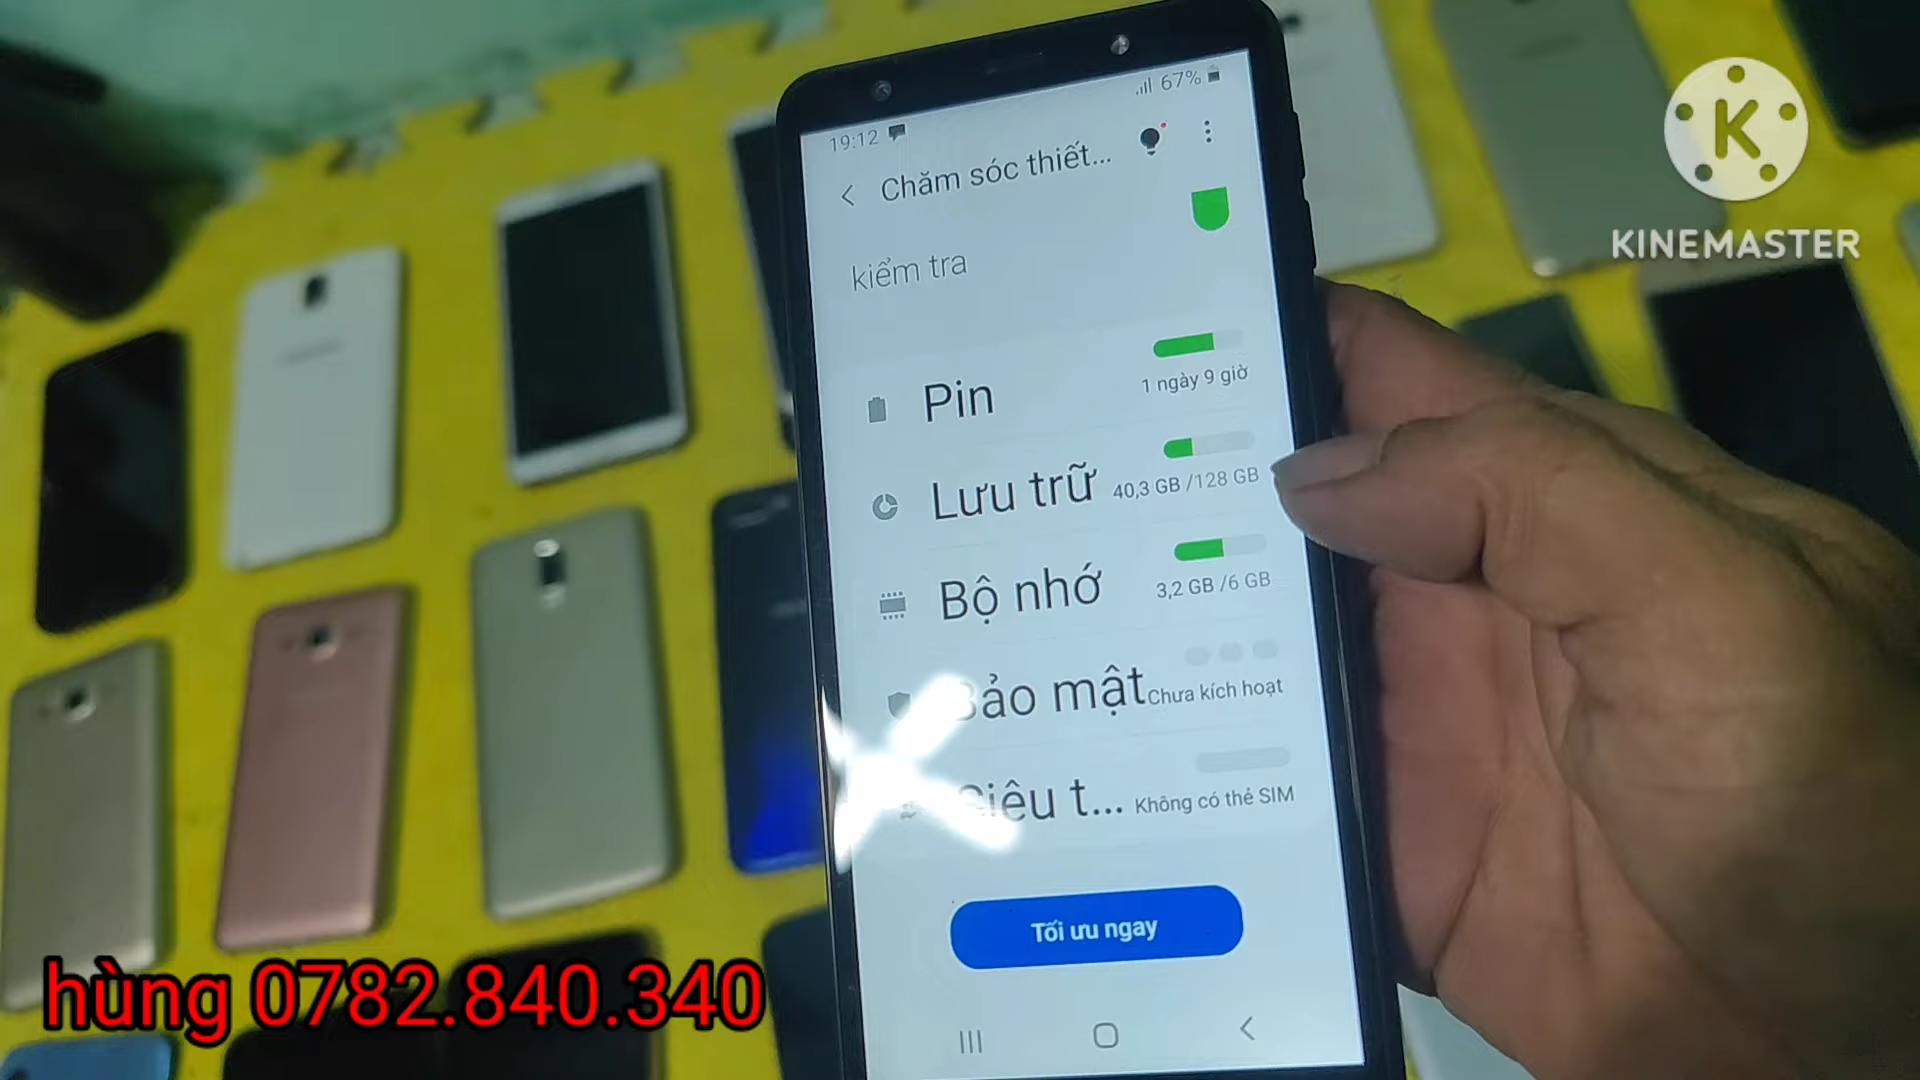 19:12
67%
Chăm sóc thiết...
kiểm tra
Pin
1 ngày 9 giờ
Lưu trữ
40,3 GB /128 GB
Bộ nhớ
3,2 GB /6 GB
Bảo mật
Chưa kích hoạt
Siêu t...
Không có thẻ SIM
Tối ưu ngay
K
KINEMASTER
hùng 0782.840.340